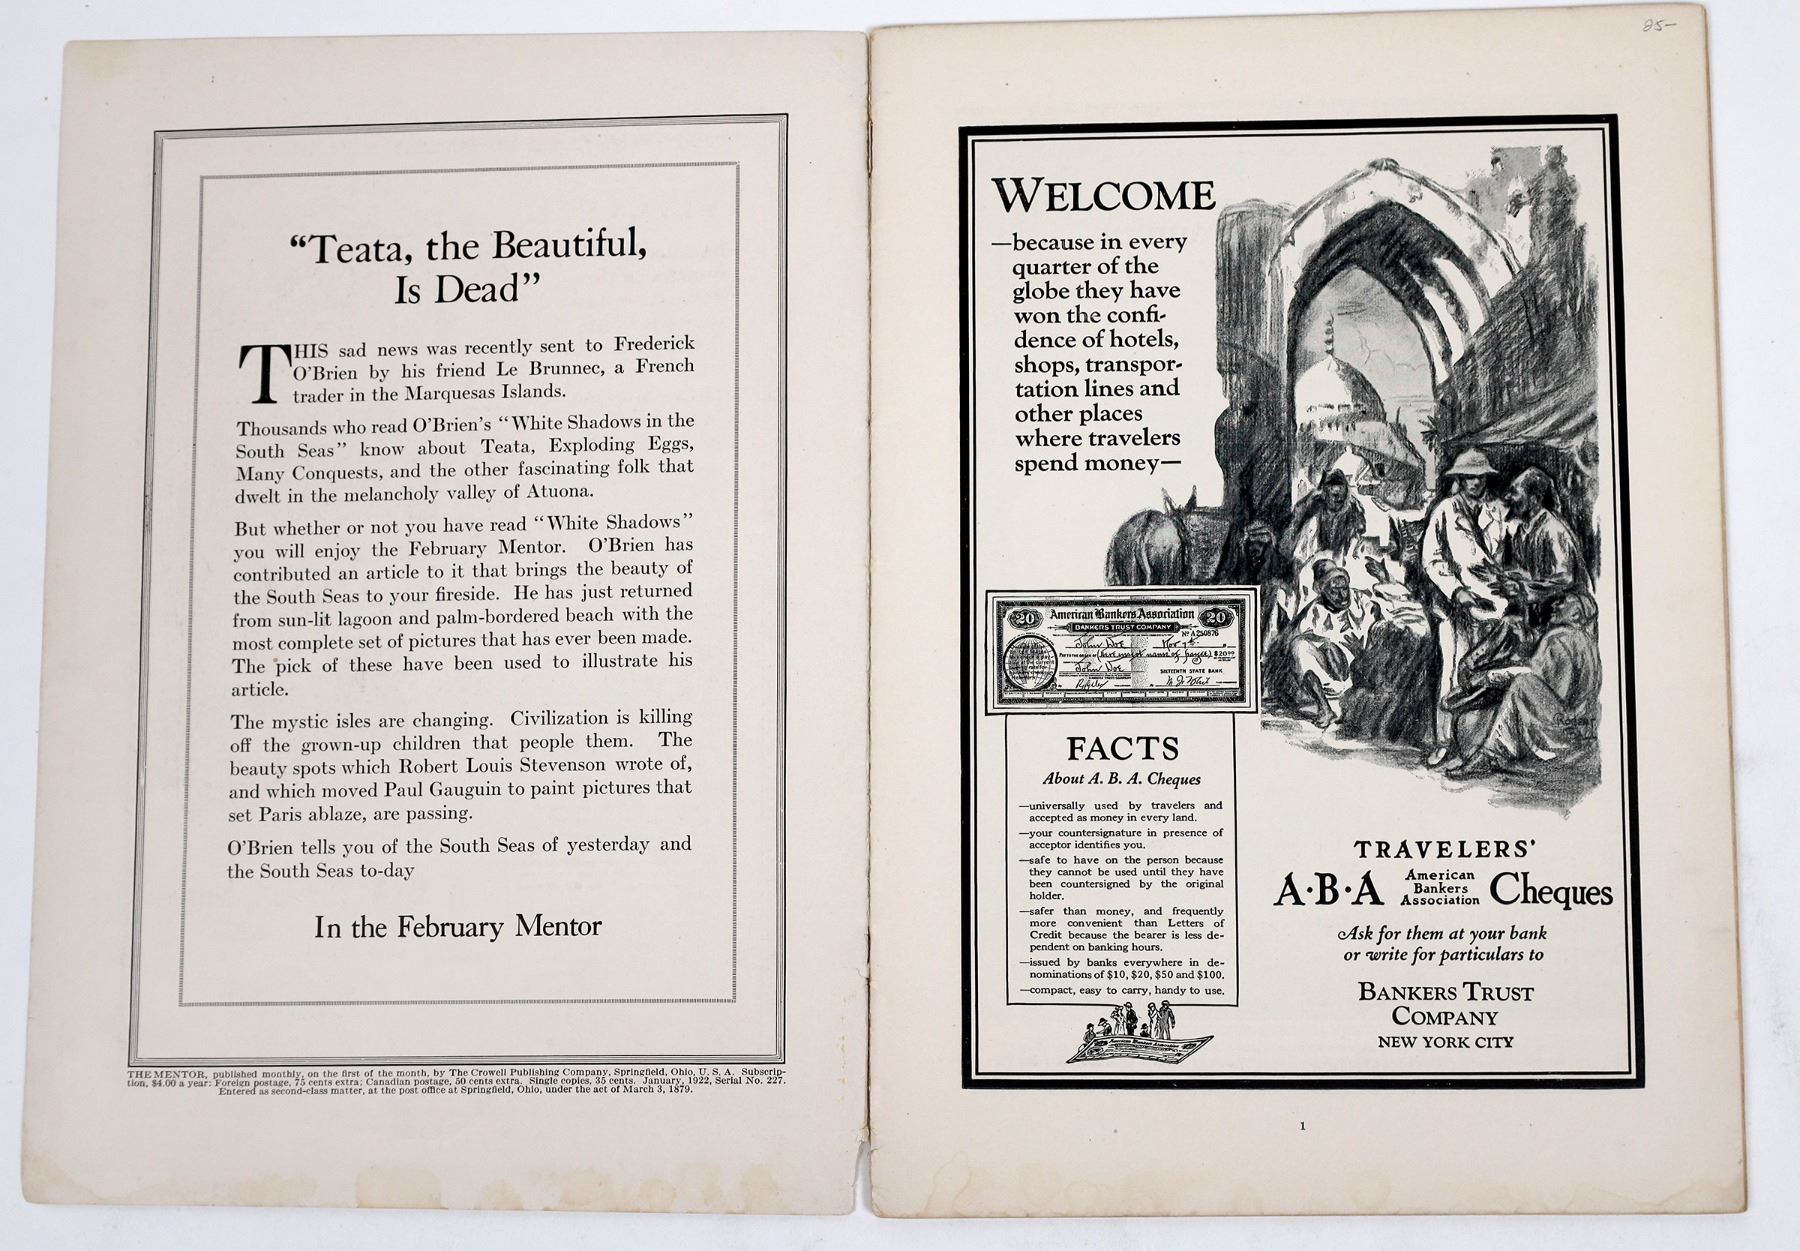 “Teata, the Beautiful,
Is Dead”
THIS sad news was recently sent to Frederick
O’Brien by his friend Le Brunnec, a French
trader in the Marquesas Islands.
Thousands who read O’Brien’s “White Shadows in the
South Seas” know about Teata, Exploding Eggs,
Many Conquests, and the other fascinating folk that
dwelt in the melancholy valley of Atuona.
But whether or not you have read “White Shadows”
you will enjoy the February Mentor. O’Brien has
contributed an article to it that brings the beauty of
the South Seas to your fireside. He has just returned
from sun-lit lagoon and palm-bordered beach with the
most complete set of pictures that has ever been made.
The pick of these have been used to illustrate his
article.
The mystic isles are changing. Civilization is killing
off the grown-up children that people them. The
beauty spots which Robert Louis Stevenson wrote of,
and which moved Paul Gauguin to paint pictures that
set Paris ablaze, are passing.
O’Brien tells you of the South Seas of yesterday and
the South Seas to-day
In the February Mentor
THE MENTOR, published monthly, on the first of the month, by The Crowell Publishing Company, Springfield, Ohio, U. S. A. Subscrip-
tion, $4.00 a year: Foreign postage, 75 cents extra; Canadian postage, 50 cents extra. Single copies, 35 cents. January, 1922, Serial No. 227.
Entered as second-class matter, at the post office at Springfield, Ohio, under the act of March 3, 1879.
25–
WELCOME
—because in every
quarter of the
globe they have
won the confi-
dence of hotels,
shops, transpor-
tation lines and
other places
where travelers
spend money—
20 American Bankers Association 20
BANKERS TRUST COMPANY
Nº A250876
John Doe Nov 7th
$20.00
John Doe SIXTEENTH STATE BANK
FACTS
About A. B. A. Cheques
—universally used by travelers and
accepted as money in every land.
—your countersignature in presence of
acceptor identifies you.
—safe to have on the person because
they cannot be used until they have
been countersigned by the original
holder.
—safer than money, and frequently
more convenient than Letters of
Credit because the bearer is less de-
pendent on banking hours.
—issued by banks everywhere in de-
nominations of $10, $20, $50 and $100.
—compact, easy to carry, handy to use.
American Bankers Association
TRAVELERS’
A·B·A American Bankers Association Cheques
Ask for them at your bank
or write for particulars to
BANKERS TRUST
COMPANY
NEW YORK CITY
1